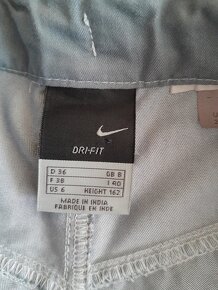 DRI-FIT
D 36 GB 8
F 38 I 40
US 6 HEIGHT 162
MADE IN INDIA
FABRIQUE EN INDE